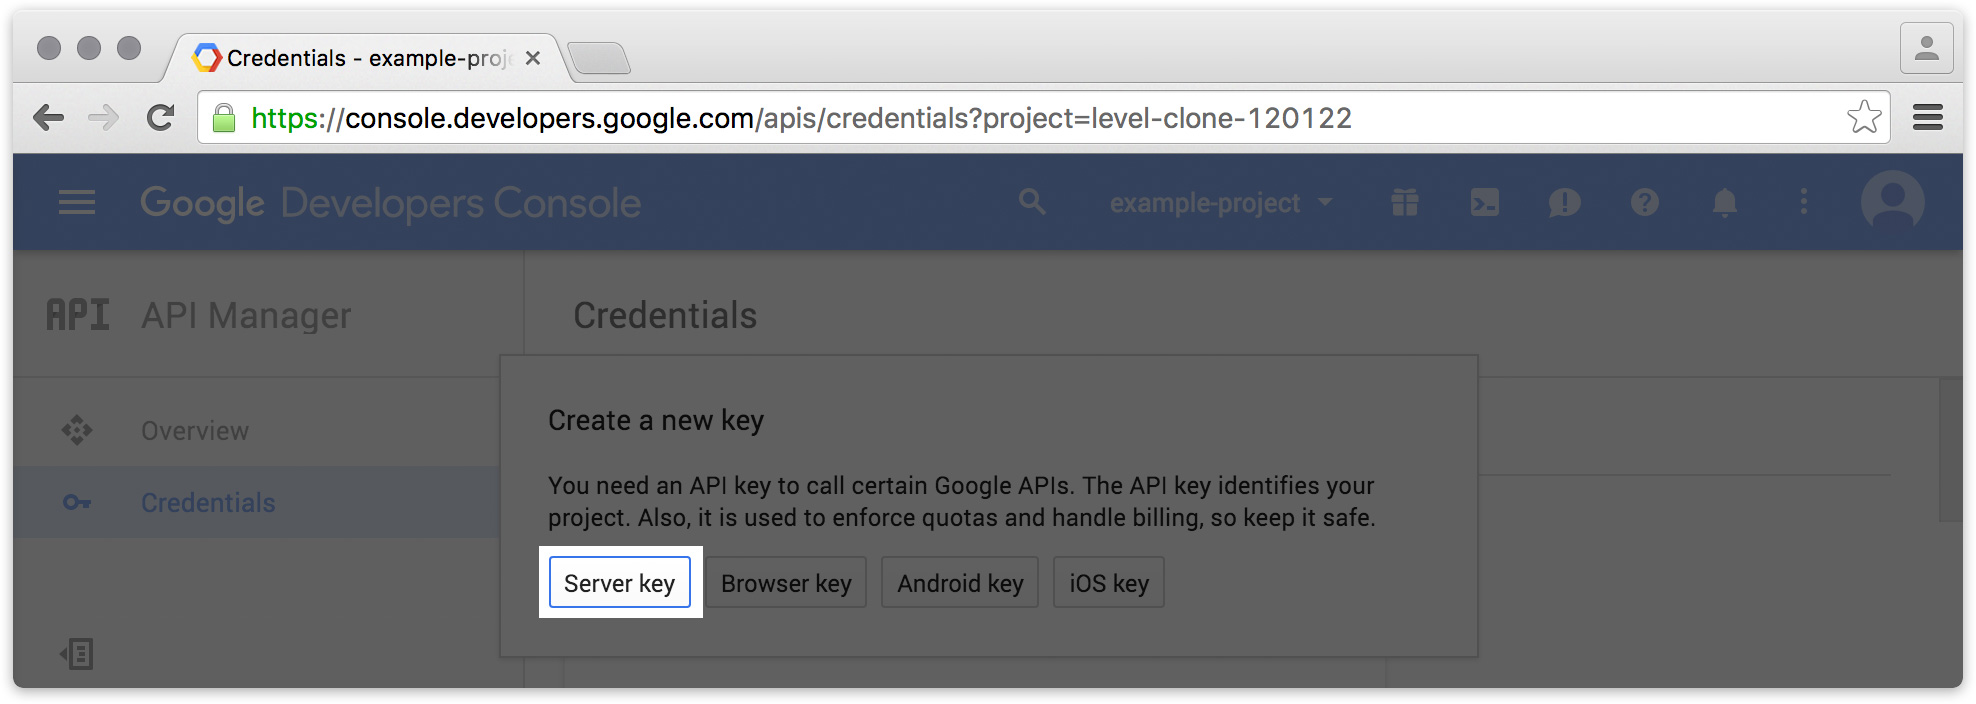 Credentials - example-proj
https://console.developers.google.com/apis/credentials?project=level-clone-120122
Google Developers Console
example-project
API API Manager
Credentials
Overview
Credentials
Create a new key
You need an API key to call certain Google APIs. The API key identifies your
project. Also, it is used to enforce quotas and handle billing, so keep it safe.
Server key Browser key Android key iOS key